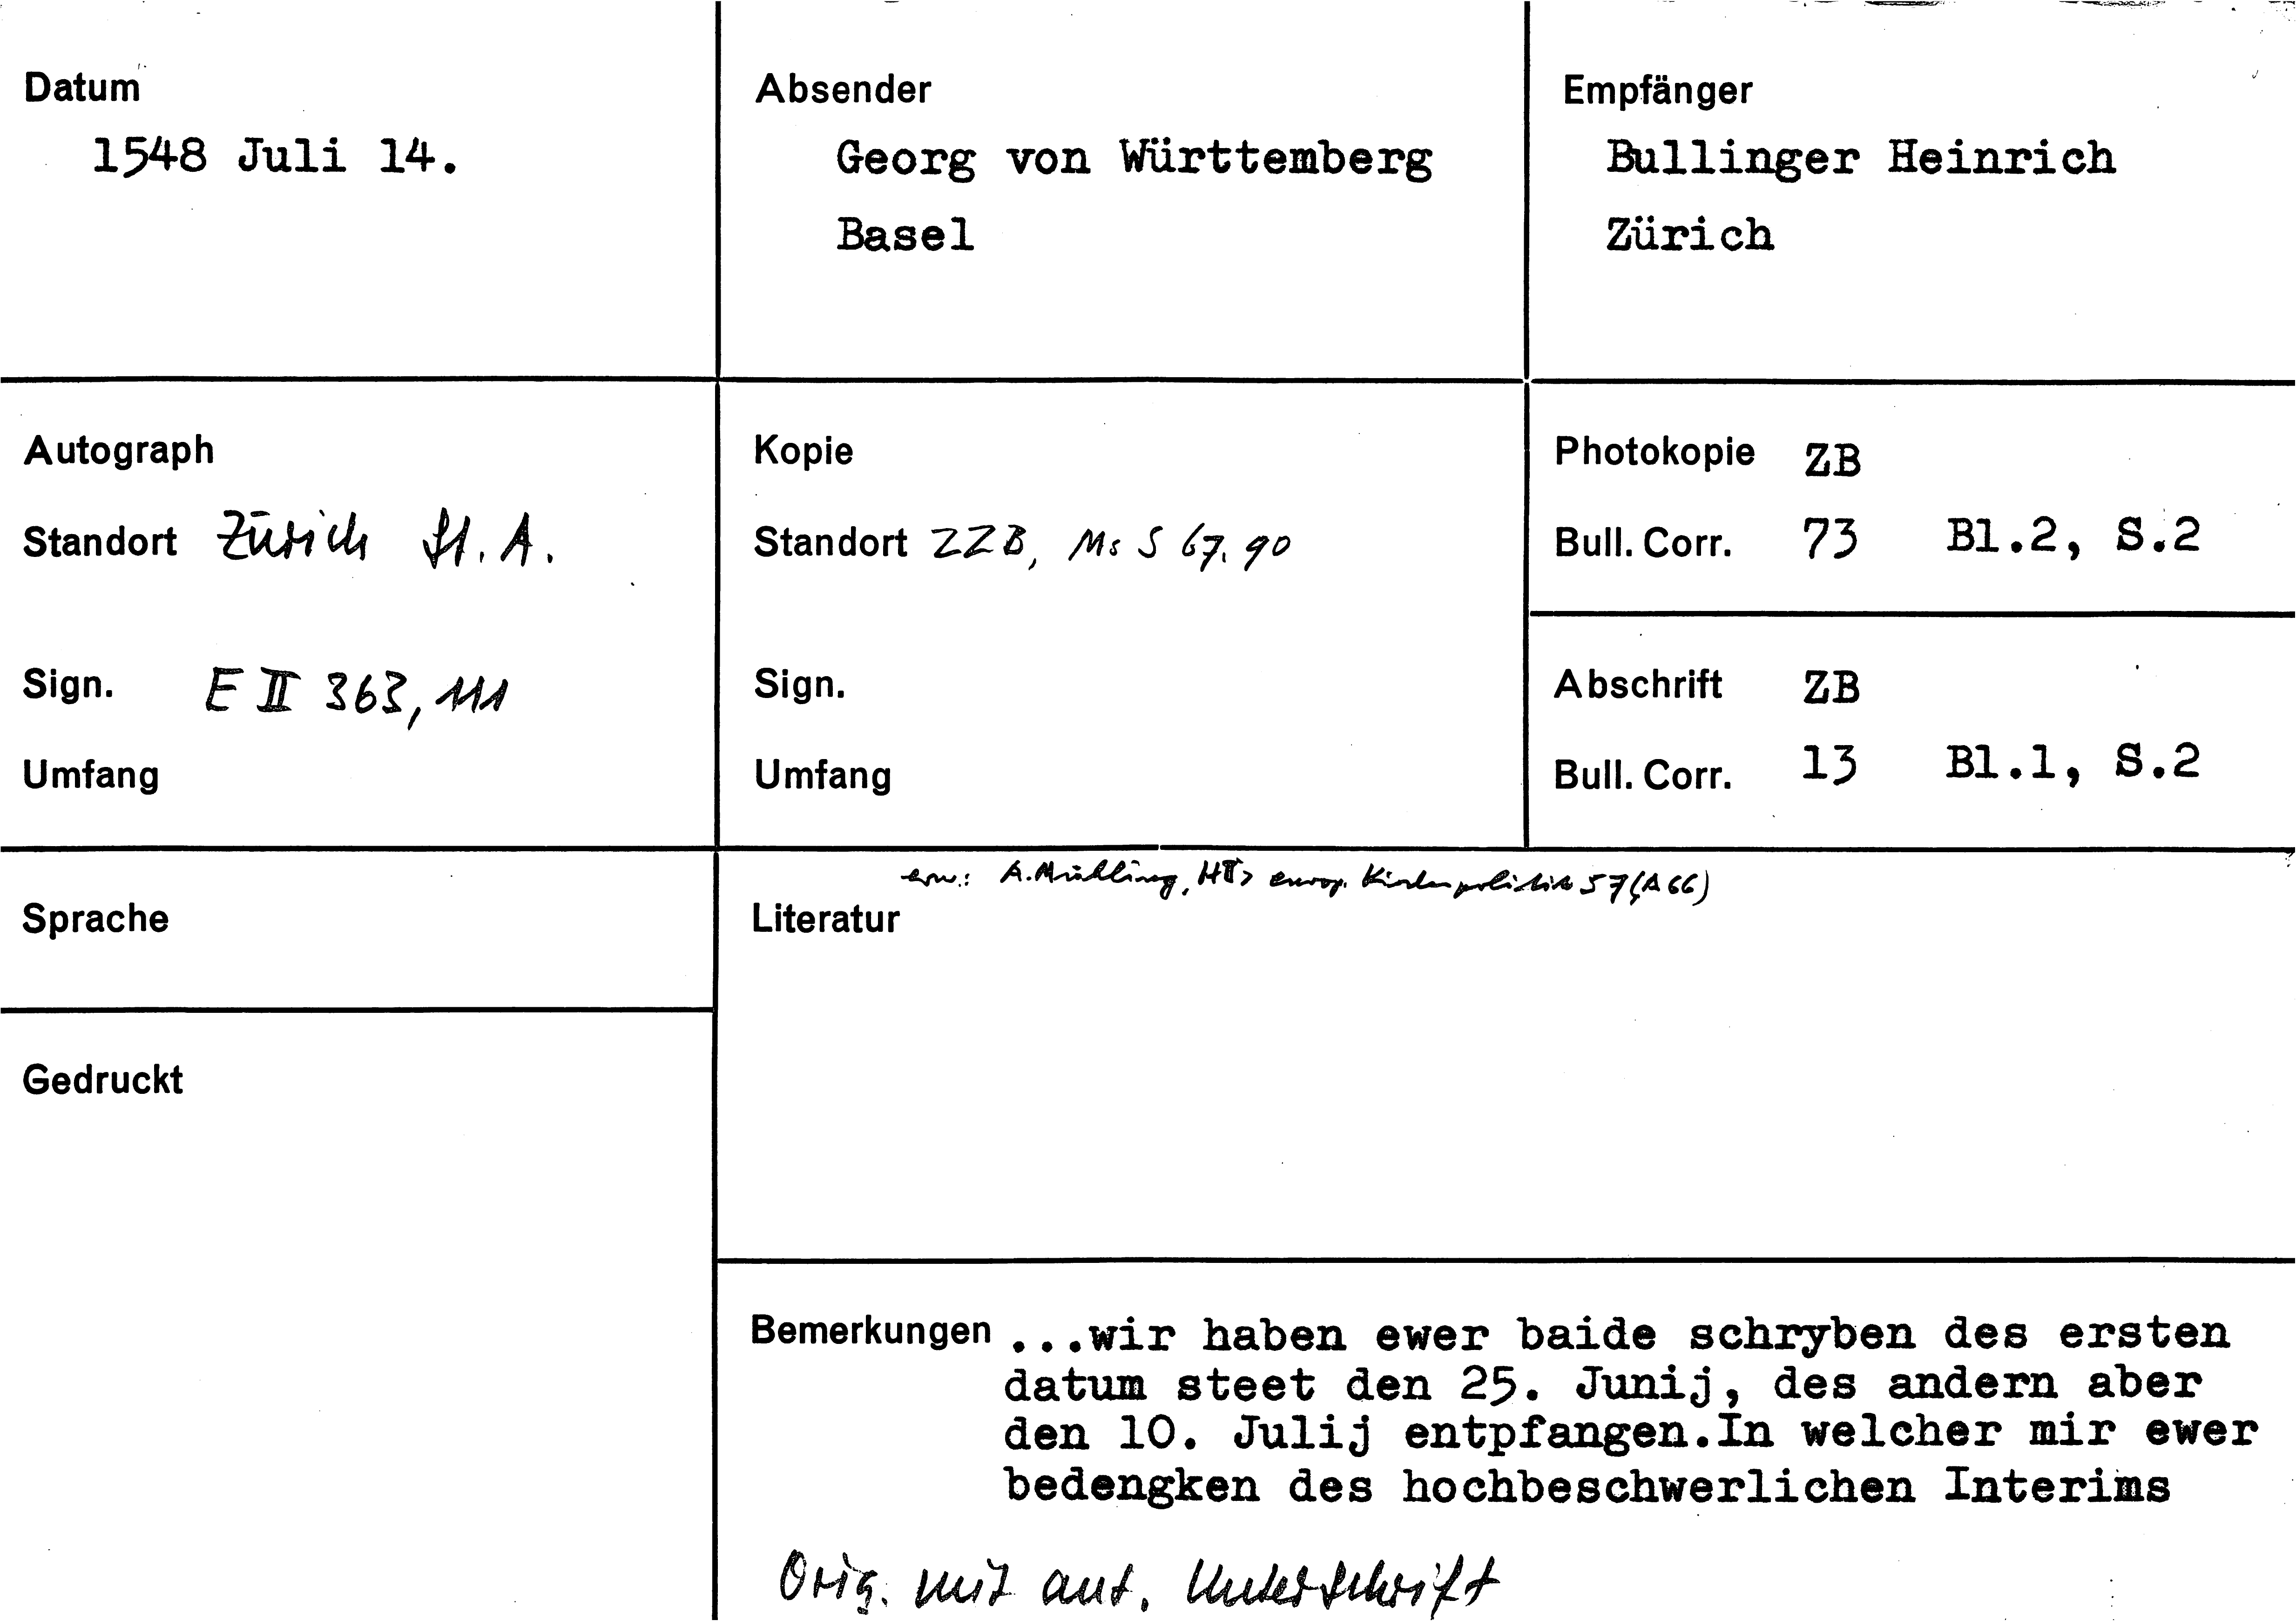 Datum
1548 Juli 14.
Absender
Georg von Württemberg
Basel
Empfänger
Bullinger Heinrich
Zürich
Autograph
Standort Zürich St. A.
Sign. E II 363, 111
Umfang
Kopie
Standort ZZB, Ms S 67. 90
Sign.
Umfang
Photokopie ZB
Bull. Corr. 73 Bl.2, S.2
Abschrift ZB
Bull. Corr. 13 Bl.1, S.2
Sprache
Gedruckt
erw.: A. Mühling, HBs europ. Kirchenpolitik 57 (A 66)
Literatur
Bemerkungen ...wir haben ewer baide schryben des ersten
datum steet den 25. Junij, des andern aber
den 10. Julij entpfangen.In welcher mir ewer
bedengken des hochbeschwerlichen Interims
Orig. mit aut. Unterschrift